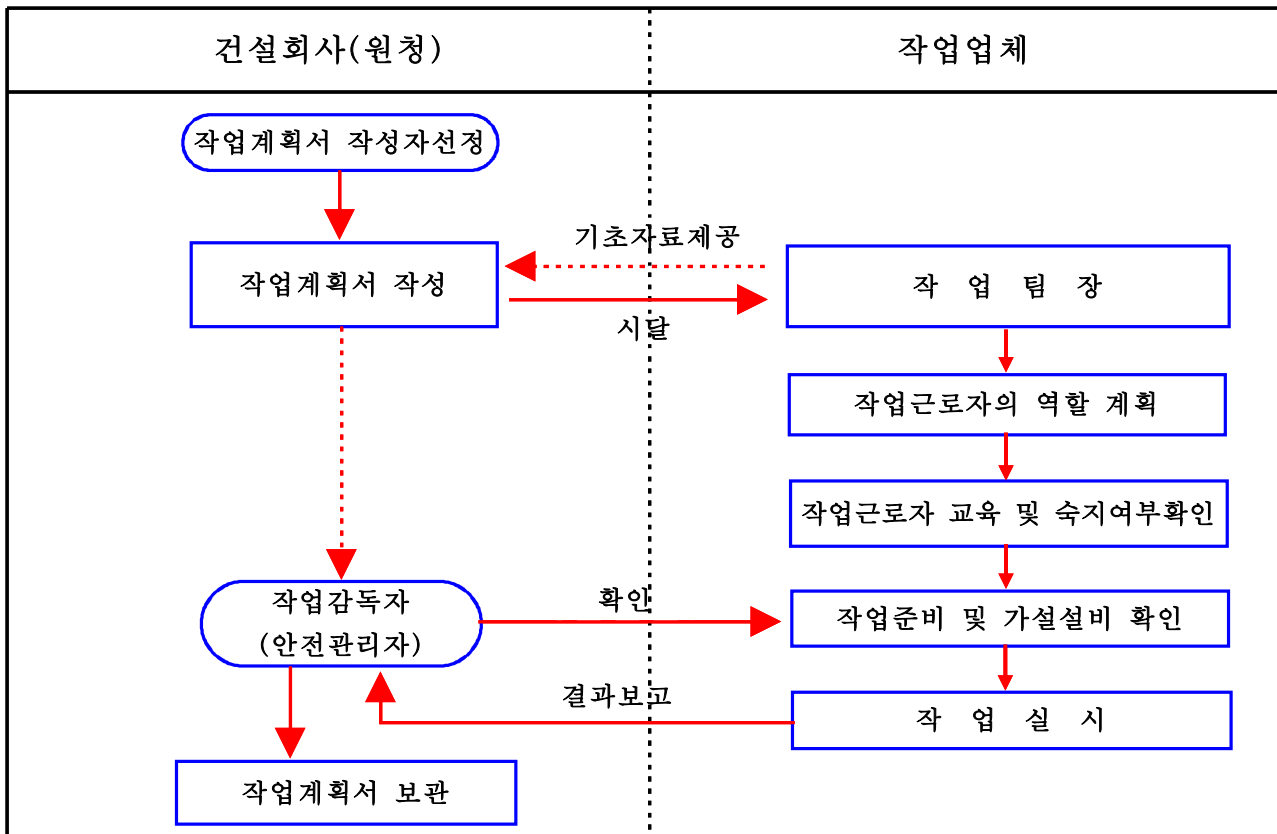 건설회사(원청)
작업업체
작업계획서 작성자선정
기초자료제공
작업계획서 작성
작 업 팀 장
시달
작업근로자의 역할 계획
작업근로자 교육 및 숙지여부확인
작업감독자
(안전관리자)
확인
작업준비 및 가설설비 확인
결과보고
작 업 실 시
작업계획서 보관